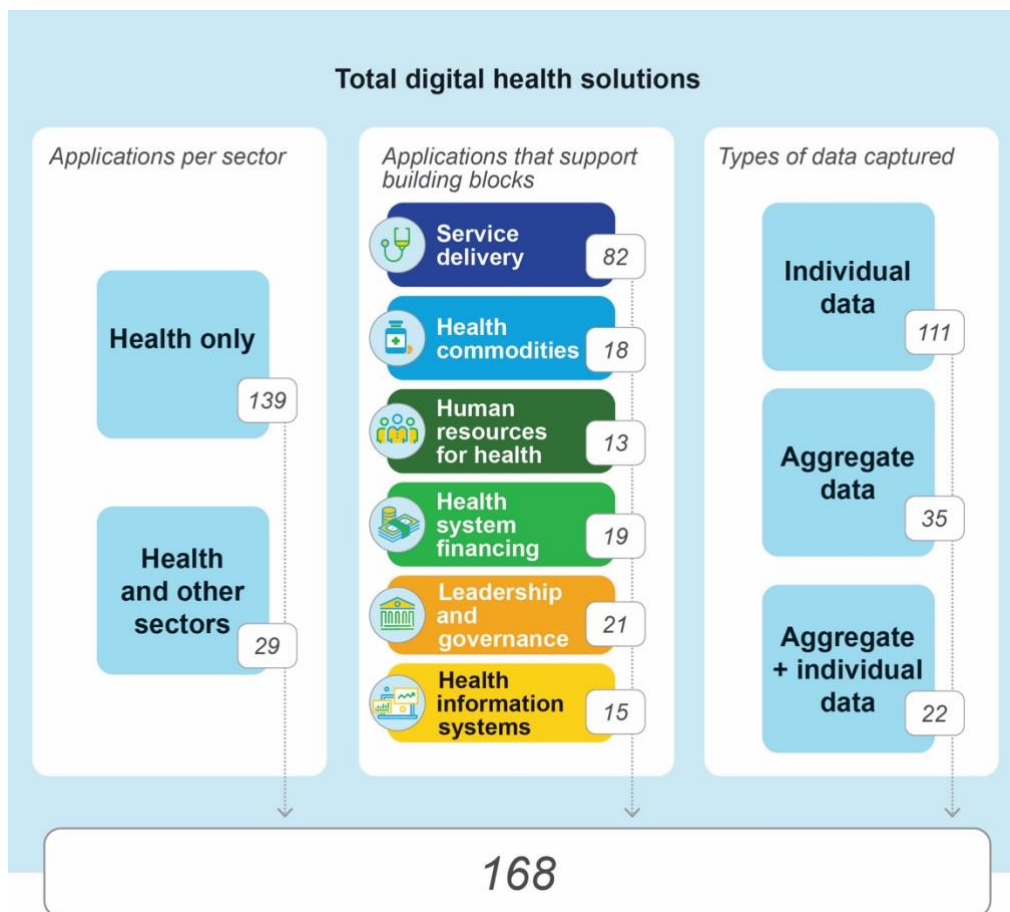 Total digital health solutions
Applications per sector
Health only
139
Health
and other
sectors
29
Applications that support
building blocks
Service
delivery
82
Health
commodities
18
Human
resources
for health
13
Health
system
financing
19
Leadership
and
governance
21
Health
information
systems
15
Types of data captured
Individual
data
111
Aggregate
data
35
Aggregate
+ individual
data
22
168